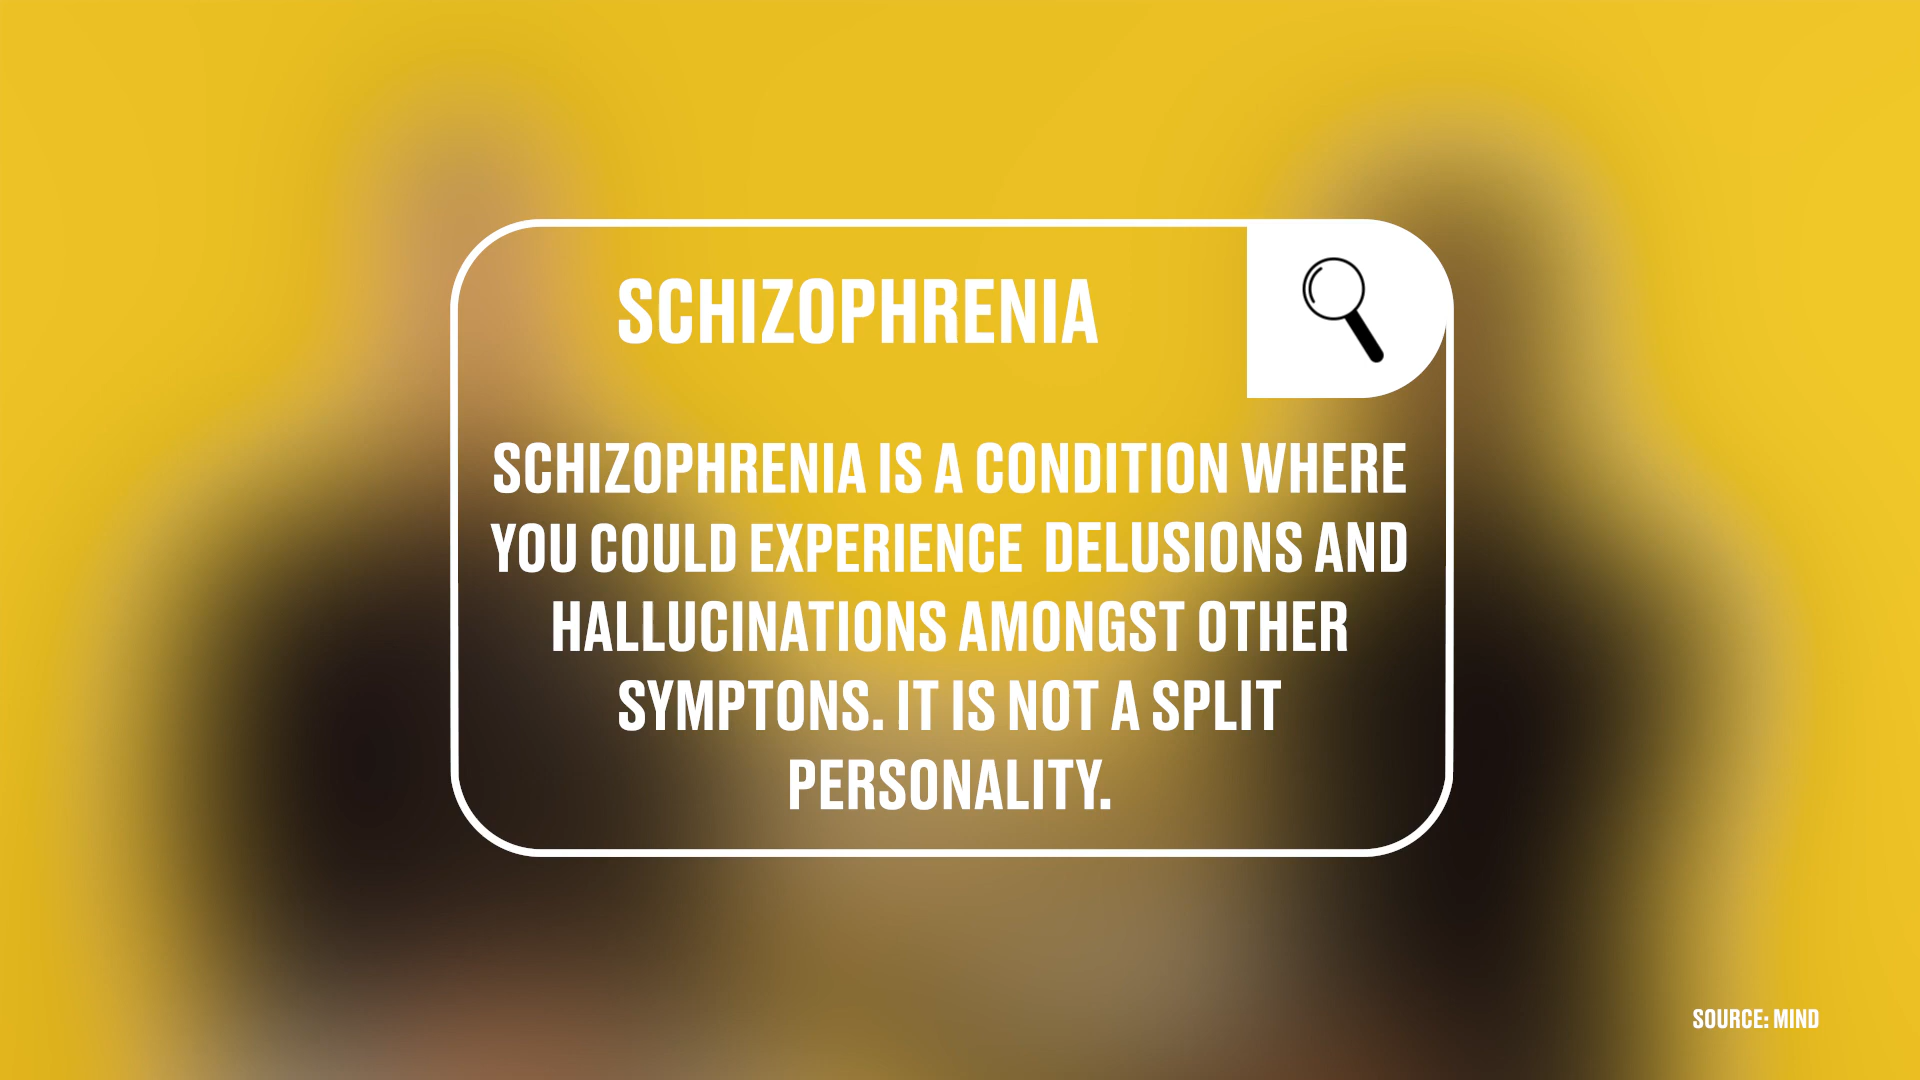 SCHIZOPHRENIA
SCHIZOPHRENIA IS A CONDITION WHERE
YOU COULD EXPERIENCE DELUSIONS AND
HALLUCINATIONS AMONGST OTHER
SYMPTONS. IT IS NOT A SPLIT
PERSONALITY.
SOURCE: MIND